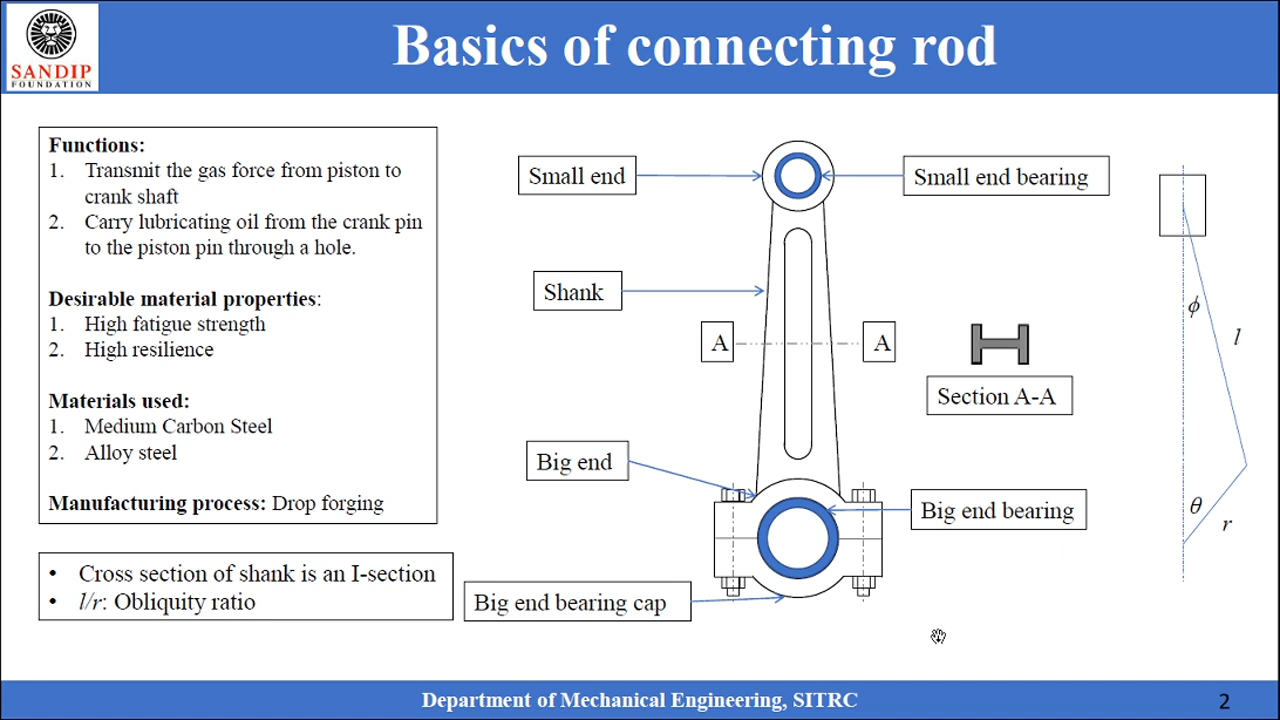 SANDIP
FOUNDATION
Basics of connecting rod
Functions:
1. Transmit the gas force from piston to
crank shaft
2. Carry lubricating oil from the crank pin
to the piston pin through a hole.
Desirable material properties:
1. High fatigue strength
2. High resilience
Materials used:
1. Medium Carbon Steel
2. Alloy steel
Manufacturing process: Drop forging
• Cross section of shank is an I-section
• l/r: Obliquity ratio
Small end
Small end bearing
Shank
A
A
Section A-A
Big end
Big end bearing
Big end bearing cap
ϕ
l
θ
r
Department of Mechanical Engineering, SITRC
2